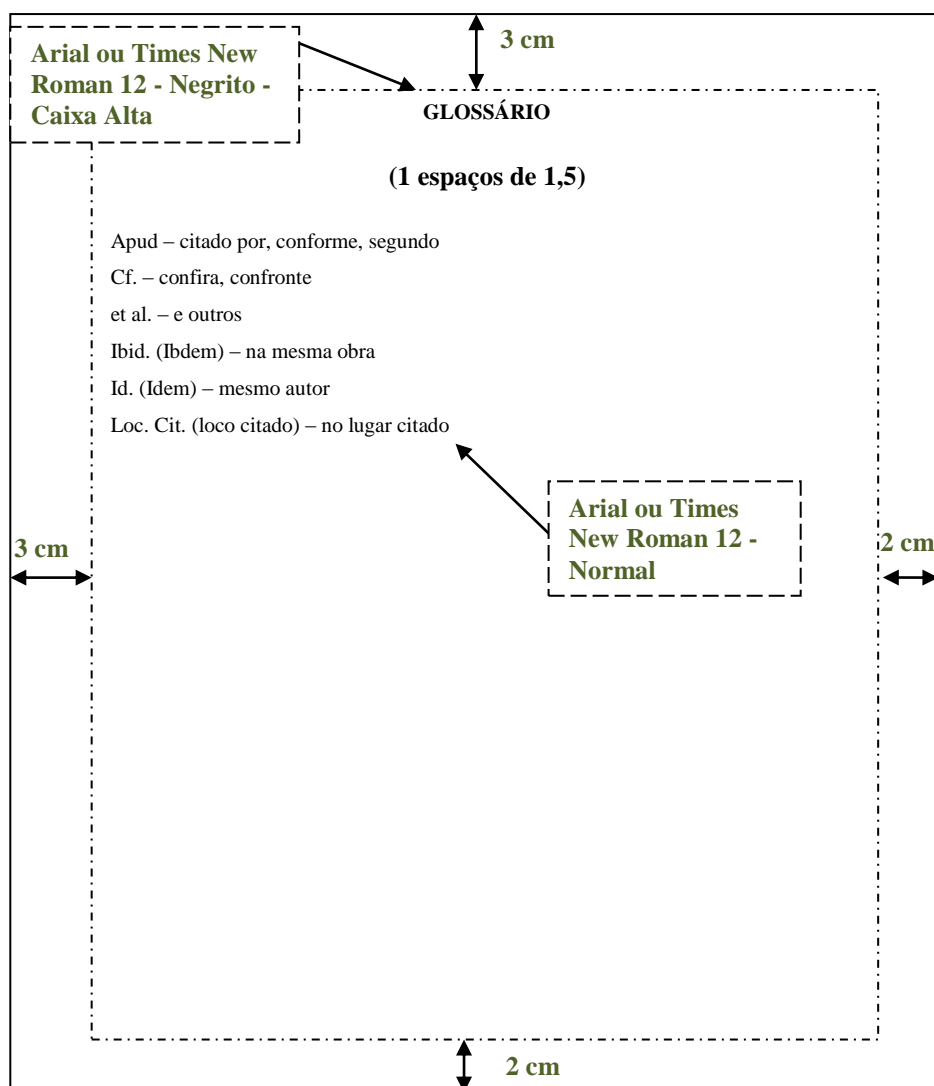 3 cm
Arial ou Times New
Roman 12 - Negrito -
Caixa Alta
GLOSSÁRIO
(1 espaços de 1,5)
Apud – citado por, conforme, segundo
Cf. – confira, confronte
et al. – e outros
Ibid. (Ibdem) – na mesma obra
Id. (Idem) – mesmo autor
Loc. Cit. (loco citado) – no lugar citado
Arial ou Times
New Roman 12 -
Normal
3 cm
2 cm
2 cm